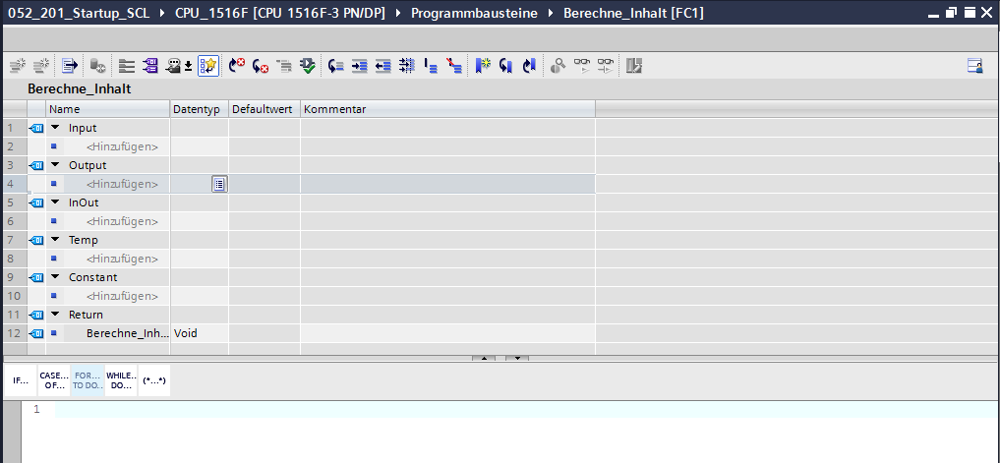 052_201_Startup_SCL ▸ CPU_1516F [CPU 1516F-3 PN/DP] ▸ Programmbausteine ▸ Berechne_Inhalt [FC1]
Berechne_Inhalt
Name Datentyp Defaultwert Kommentar
1 Input
2 <Hinzufügen>
3 Output
4 <Hinzufügen>
5 InOut
6 <Hinzufügen>
7 Temp
8 <Hinzufügen>
9 Constant
10 <Hinzufügen>
11 Return
12 Berechne_Inh... Void
IF... CASE... FOR... WHILE.. (*...*)
OF... TO DO.. DO...
1